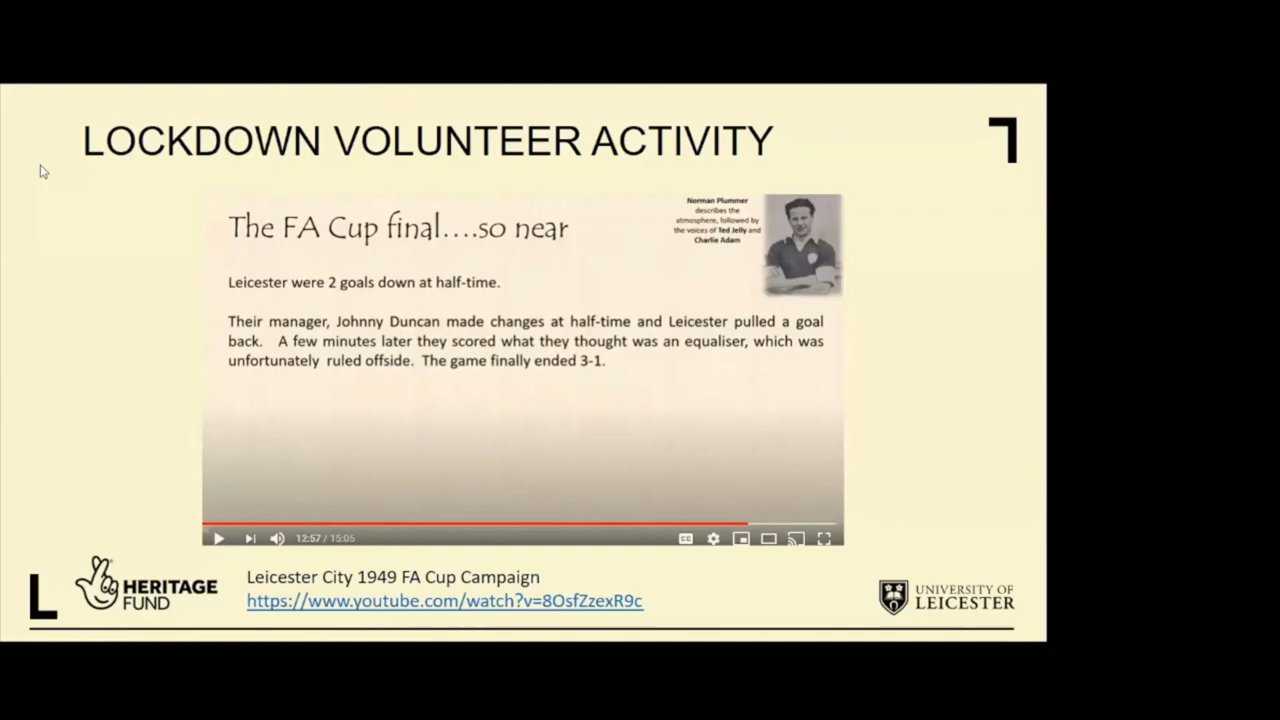 LOCKDOWN VOLUNTEER ACTIVITY
The FA Cup final....so near
Norman Plummer
describes the
atmosphere, followed by
the voices of Ted Jelly and
Charlie Adam
Leicester were 2 goals down at half-time.
Their manager, Johnny Duncan made changes at half-time and Leicester pulled a goal
back. A few minutes later they scored what they thought was an equaliser, which was
unfortunately ruled offside. The game finally ended 3-1.
12:57 / 15:05
CC
HERITAGE
FUND
Leicester City 1949 FA Cup Campaign
https://www.youtube.com/watch?v=8OsfZzexR9c
UNIVERSITY OF
LEICESTER